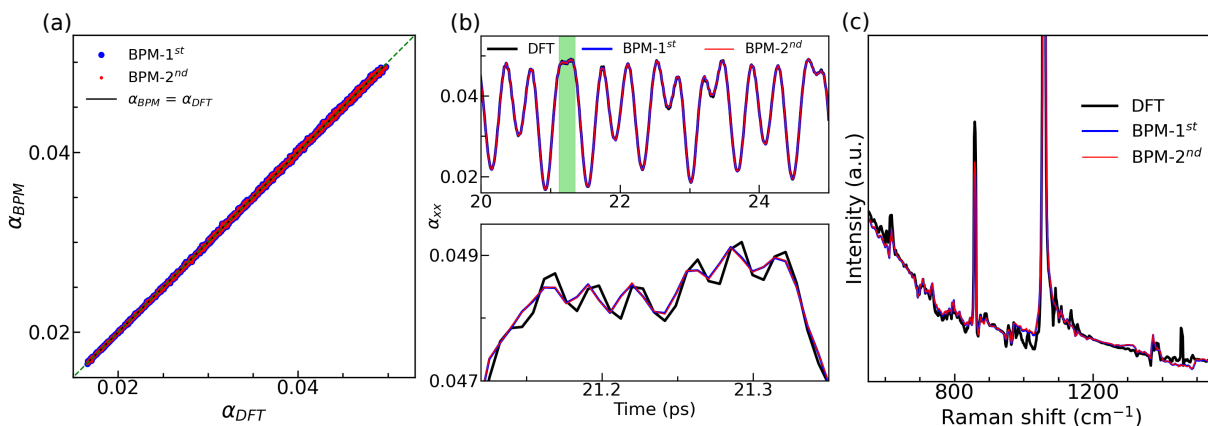 (a)
BPM-1st
BPM-2nd
αBPM = αDFT
0.04
0.02
αBPM
0.02 0.04
αDFT
(b)
DFT BPM-1st BPM-2nd
0.04
0.02
20 22 24
αxx
0.049
0.047
21.2 21.3
Time (ps)
(c)
DFT
BPM-1st
BPM-2nd
Intensity (a.u.)
800 1200
Raman shift (cm−1)